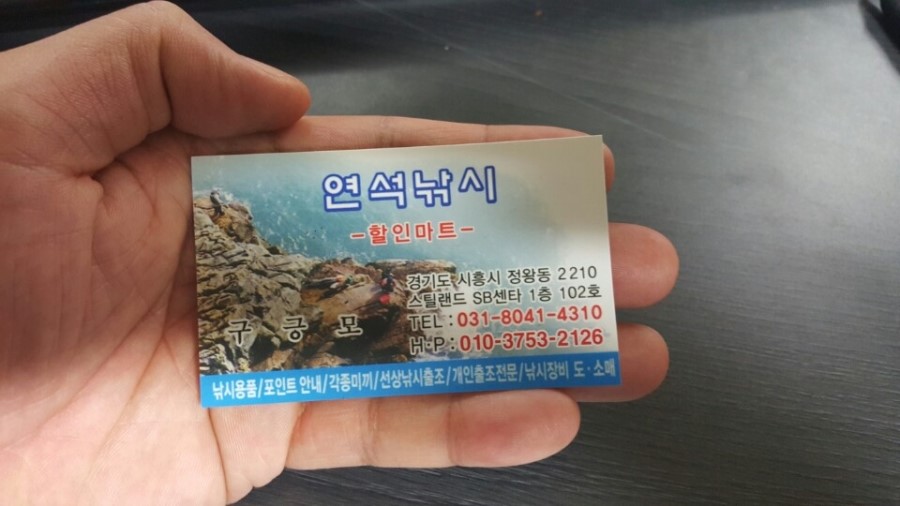 연석낚시
-할인마트-
경기도 시흥시 정왕동 2210
스틸랜드 SB센타 1층 102호
TEL : 031-8041-4310
구 긍 모
H·P : 010-3753-2126
낚시용품/포인트 안내/각종미끼/선상낚시출조/개인출조전문/낚시장비 도·소매